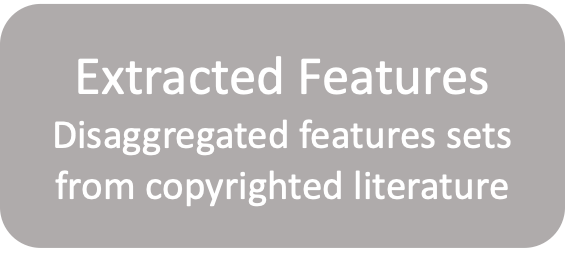 Extracted Features
Disaggregated features sets
from copyrighted literature